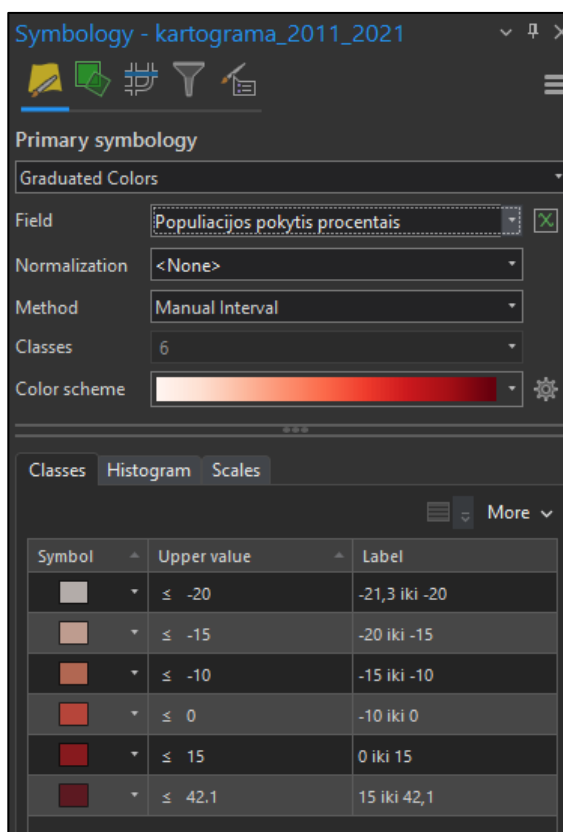 Symbology - kartograma_2011_2021
Primary symbology
Graduated Colors
Field Populiacijos pokytis procentais
Normalization <None>
Method Manual Interval
Classes 6
Color scheme
Classes Histogram Scales
More
Symbol Upper value Label
≤ -20 -21,3 iki -20
≤ -15 -20 iki -15
≤ -10 -15 iki -10
≤ 0 -10 iki 0
≤ 15 0 iki 15
≤ 42.1 15 iki 42,1